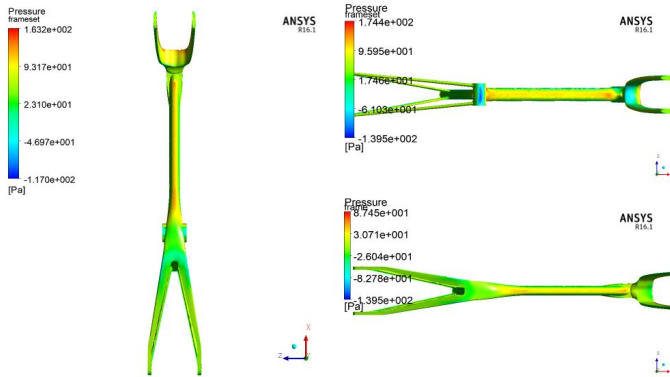 Pressure
frameset
1.632e+002
9.317e+001
2.310e+001
-4.697e+001
-1.170e+002
[Pa]
ANSYS
R16.1
X
Z
Pressure
frameset
1.744e+002
9.595e+001
1.746e+001
-6.103e+001
-1.395e+002
[Pa]
ANSYS
R16.1
Z
Pressure
frame
8.745e+001
3.071e+001
-2.604e+001
-8.278e+001
-1.395e+002
[Pa]
ANSYS
R16.1